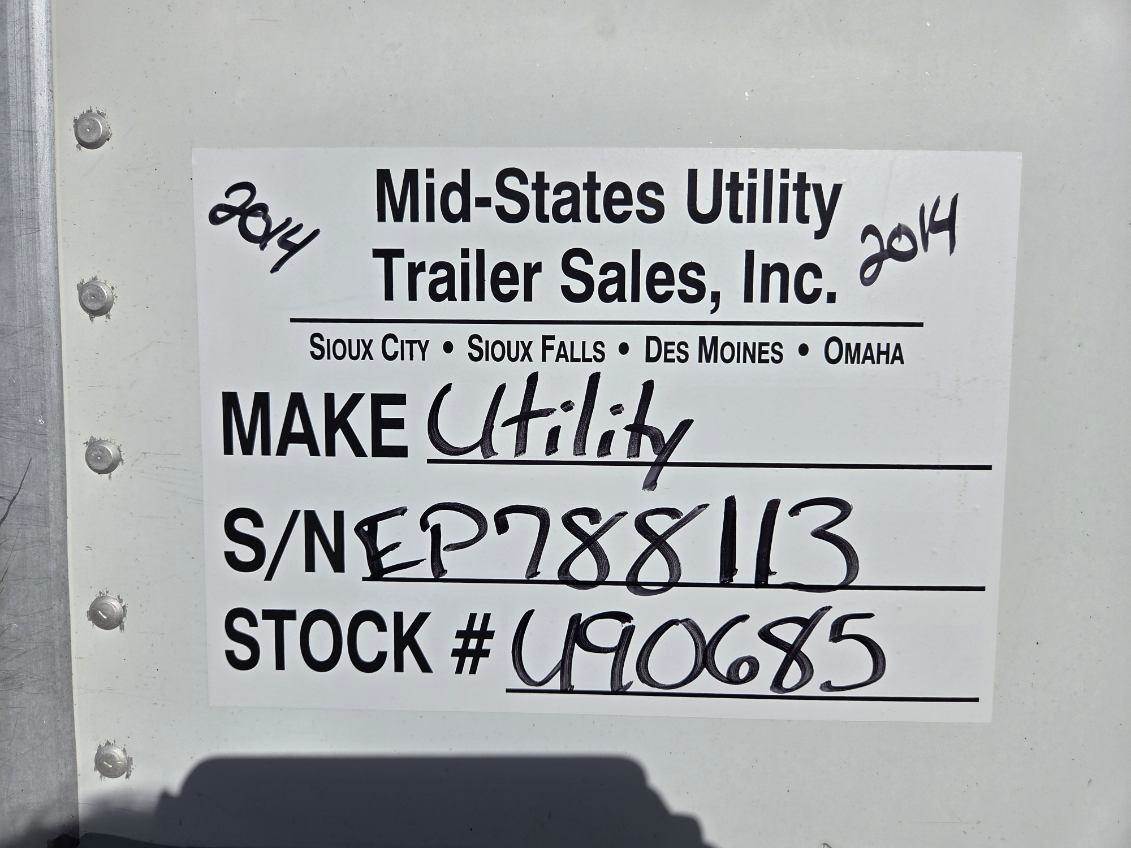 2014 Mid-States Utility 2014
Trailer Sales, Inc.
SIOUX CITY • SIOUX FALLS • DES MOINES • OMAHA
MAKE Utility
S/N EP788113
STOCK # U90685